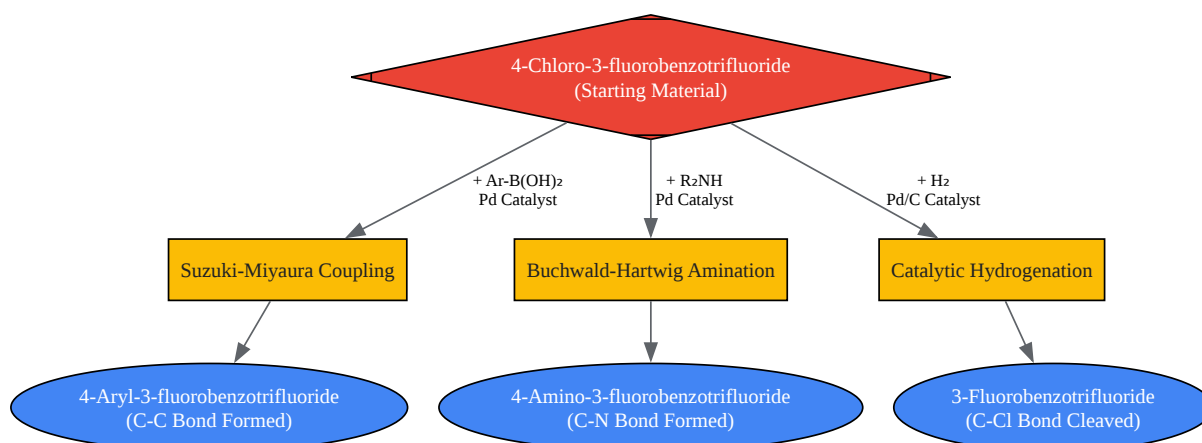 4-Chloro-3-fluorobenzotrifluoride
(Starting Material)
+ Ar-B(OH)₂
Pd Catalyst
+ R₂NH
Pd Catalyst
+ H₂
Pd/C Catalyst
Suzuki-Miyaura Coupling
Buchwald-Hartwig Amination
Catalytic Hydrogenation
4-Aryl-3-fluorobenzotrifluoride
(C-C Bond Formed)
4-Amino-3-fluorobenzotrifluoride
(C-N Bond Formed)
3-Fluorobenzotrifluoride
(C-Cl Bond Cleaved)